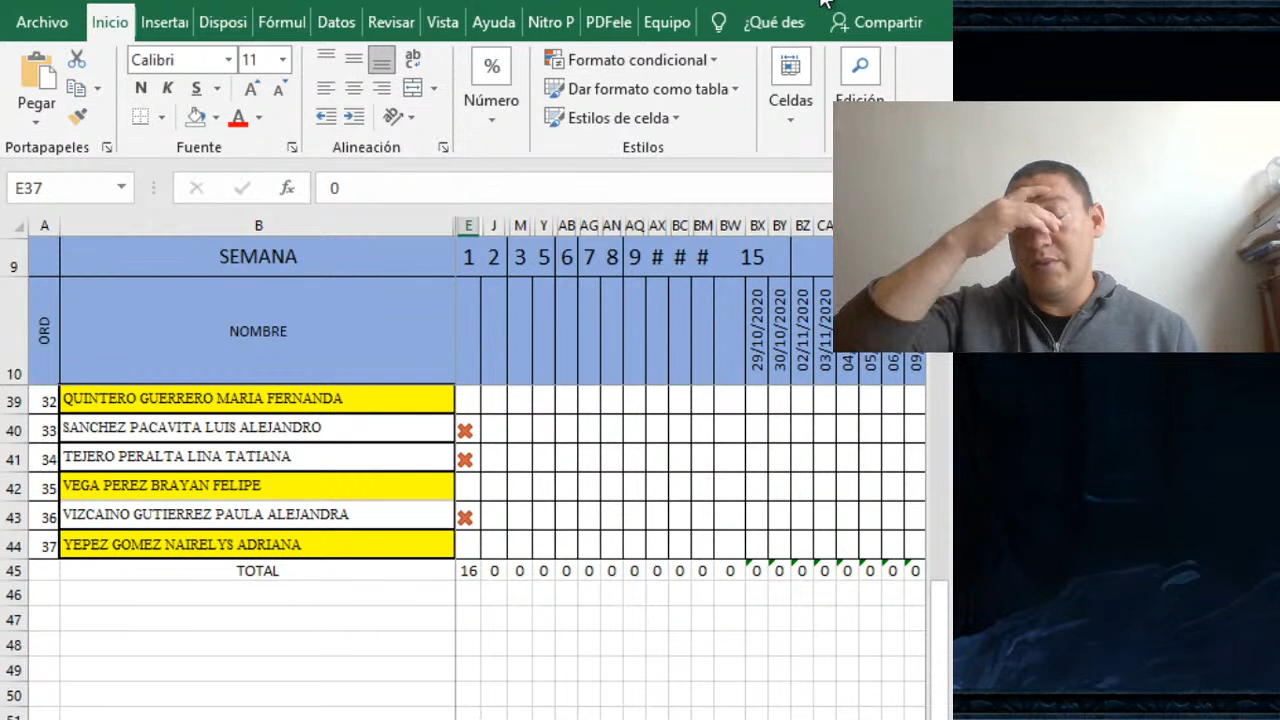 Archivo Inicio Insertar Disposi Fórmul Datos Revisar Vista Ayuda Nitro P PDFele Equipo ¿Qué des Compartir
Pegar Calibri 11 N K S A A ab % Número Formato condicional Celdas Edición
Dar formato como tabla
Estilos de celda
Portapapeles Fuente Alineación Estilos
E37 fx 0
A B E J M Y AB AG AN AQ AX BC BM BW BX BY BZ CA
9 SEMANA 1 2 3 5 6 7 8 9 # # # 15
10 ORD NOMBRE 29/10/2020 30/10/2020 02/11/2020 03/11/2020 04 05 06 09
39 32 QUINTERO GUERRERO MARIA FERNANDA
40 33 SANCHEZ PACAVITA LUIS ALEJANDRO
41 34 TEJERO PERALTA LINA TATIANA
42 35 VEGA PEREZ BRAYAN FELIPE
43 36 VIZCAINO GUTIERREZ PAULA ALEJANDRA
44 37 YEPEZ GOMEZ NAIRELYS ADRIANA
45 TOTAL 16 0 0 0 0 0 0 0 0 0 0 0 0 0 0 0 0 0 0 0
46
47
48
49
50